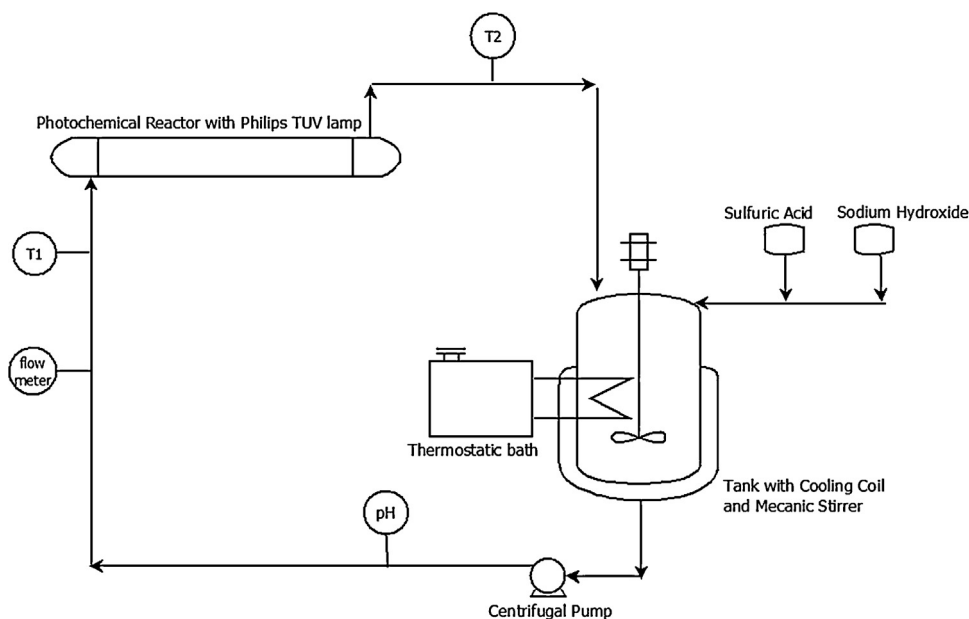 T2
Photochemical Reactor with Philips TUV lamp
Sulfuric Acid
Sodium Hydroxide
T1
flow
meter
Thermostatic bath
Tank with Cooling Coil
and Mecanic Stirrer
pH
Centrifugal Pump